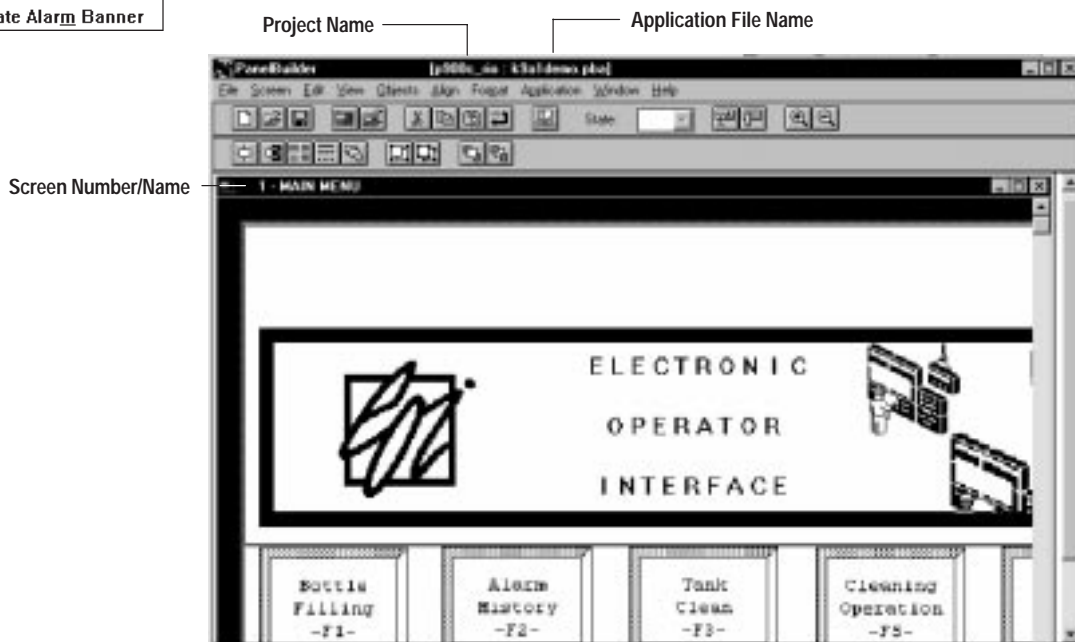 ate Alarm Banner
Project Name
Application File Name
PanelBuilder
File Screen Edit View Objects Align Format Application Window Help
State
Screen Number/Name
1 - MAIN MENU
ELECTRONIC
OPERATOR
INTERFACE
Bottle
Filling
-F1-
Alarm
History
-F2-
Tank
Clean
-F3-
Cleaning
Operation
-F5-